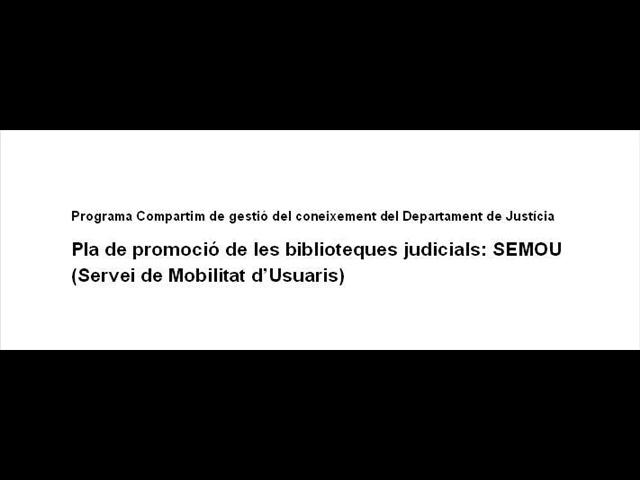 Programa Compartim de gestió del coneixement del Departament de Justícia
Pla de promoció de les biblioteques judicials: SEMOU
(Servei de Mobilitat d’Usuaris)